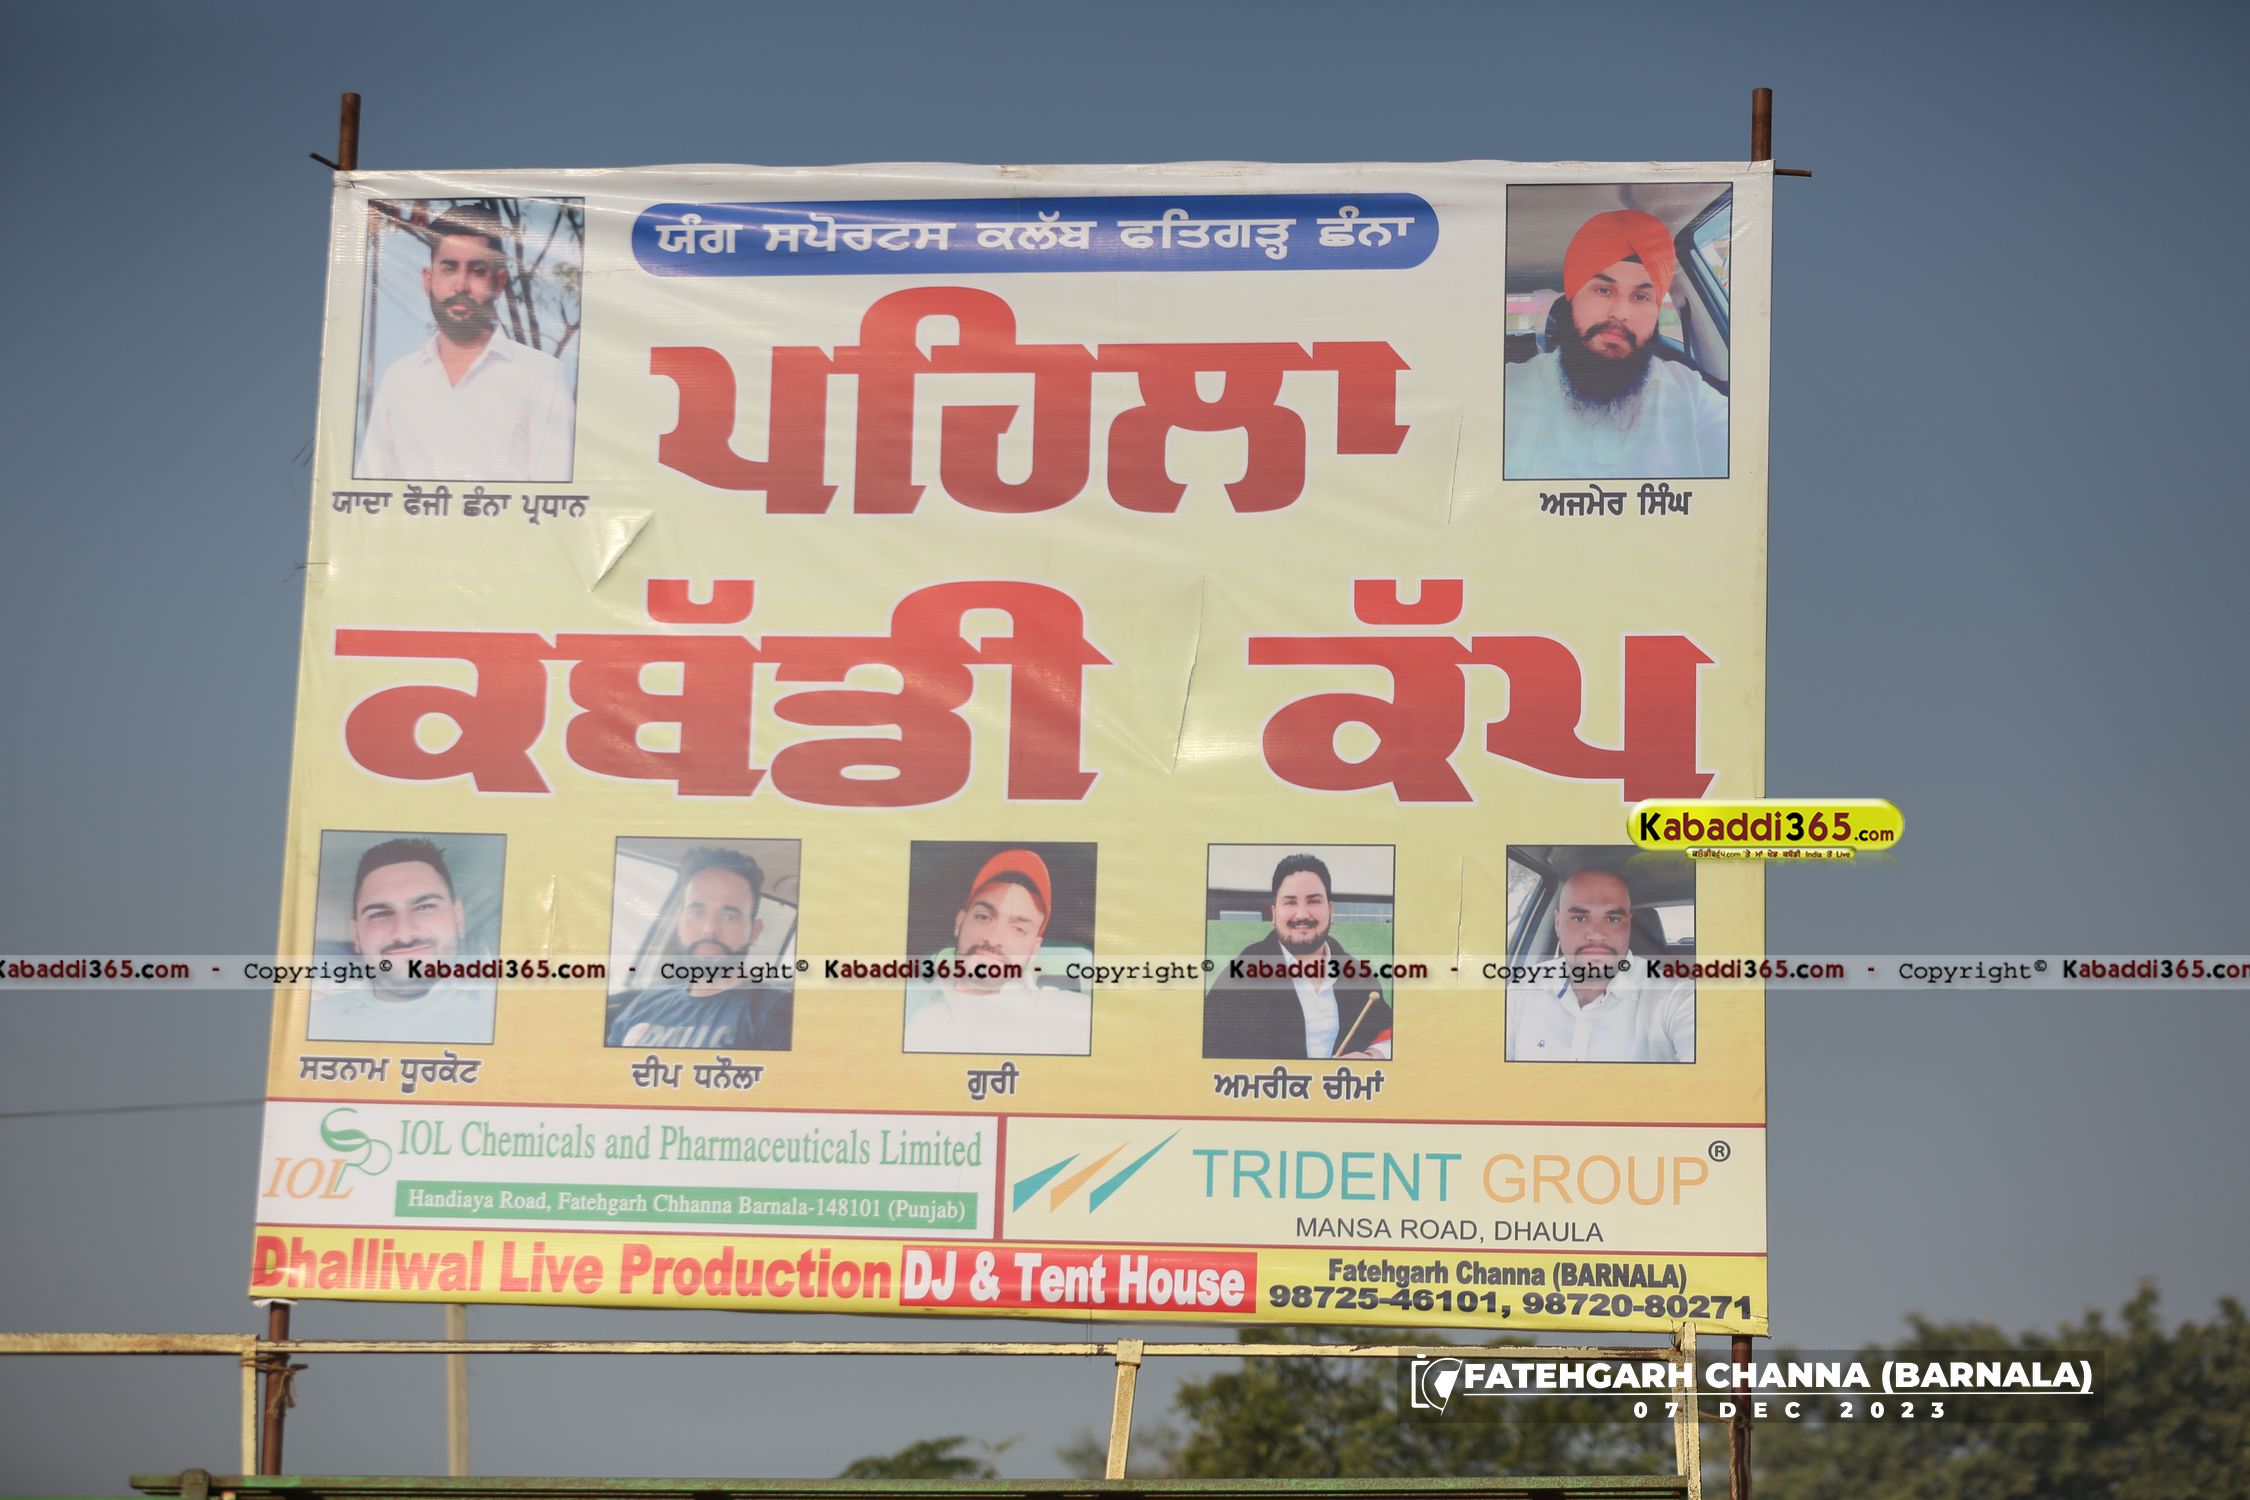 ਯੰਗ ਸਪੋਰਟਸ ਕਲੱਬ ਫਤਿਗੜ੍ਹ ਛੰਨਾ
ਪਹਿਲਾ
ਯਾਦਾ ਫੌਜੀ ਛੰਨਾ ਪ੍ਰਧਾਨ
ਅਜਮੇਰ ਸਿੰਘ
ਕਬੱਡੀ ਕੱਪ
Kabaddi365.com
Kabaddi365.com - Copyright© Kabaddi365.com - Copyright© Kabaddi365.com - Copyright© Kabaddi365.com - Copyright© Kabaddi365.com - Copyright© Kabaddi365.com
ਸਤਨਾਮ ਧੂਰਕੋਟ
ਦੀਪ ਧਨੌਲਾ
ਗੁਰੀ
ਅਮਰੀਕ ਚੀਮਾਂ
IOL
IOL Chemicals and Pharmaceuticals Limited
Handiaya Road, Fatehgarh Chhanna Barnala-148101 (Punjab)
TRIDENT GROUP®
MANSA ROAD, DHAULA
Dhalliwal Live Production DJ & Tent House
Fatehgarh Channa (BARNALA)
98725-46101, 98720-80271
FATEHGARH CHANNA (BARNALA)
07 DEC 2023